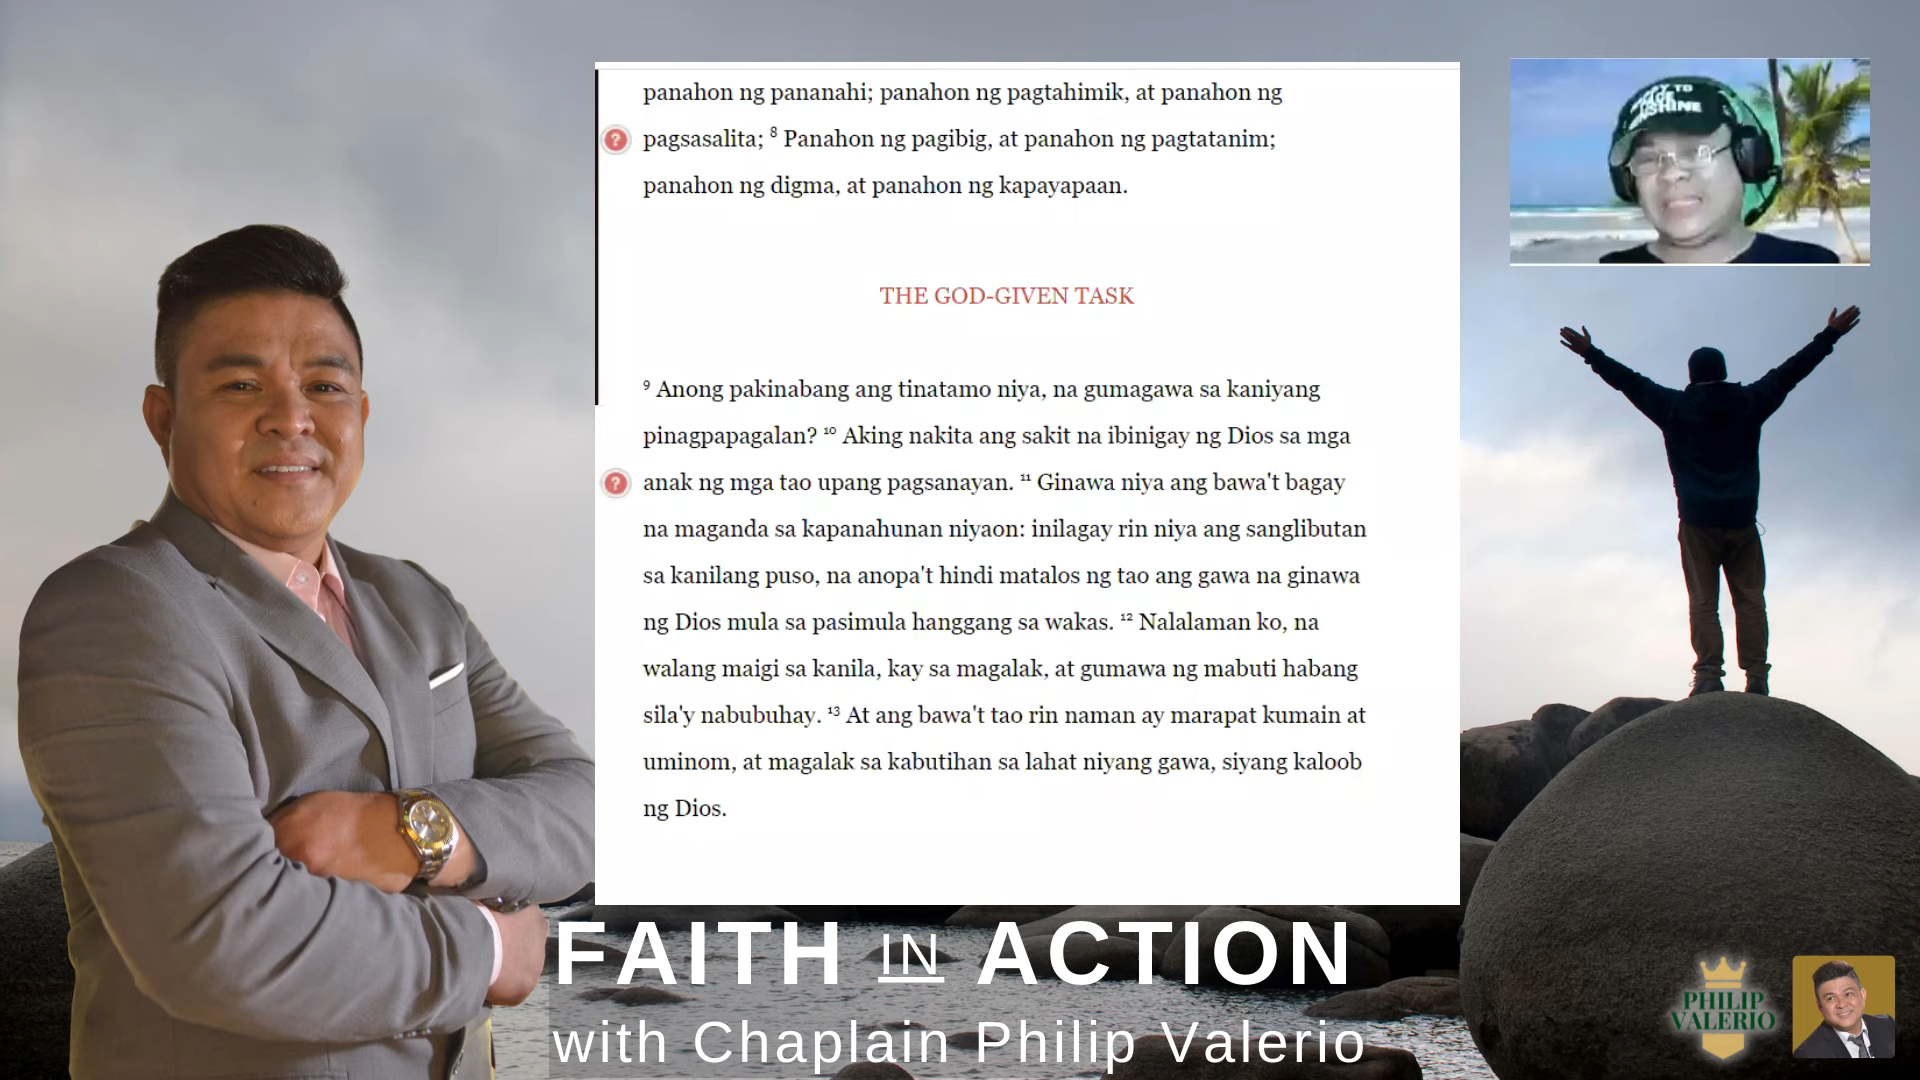 panahon ng pananahi; panahon ng pagtahimik, at panahon ng
pagsasalita; ⁸ Panahon ng pagibig, at panahon ng pagtatanim;
panahon ng digma, at panahon ng kapayapaan.
THE GOD-GIVEN TASK
⁹ Anong pakinabang ang tinatamo niya, na gumagawa sa kaniyang
pinagpapagalan? ¹⁰ Aking nakita ang sakit na ibinigay ng Dios sa mga
anak ng mga tao upang pagsanayan. ¹¹ Ginawa niya ang bawa't bagay
na maganda sa kapanahunan niyaon: inilagay rin niya ang sanglibutan
sa kanilang puso, na anopa't hindi matalos ng tao ang gawa na ginawa
ng Dios mula sa pasimula hanggang sa wakas. ¹² Nalalaman ko, na
walang maigi sa kanila, kay sa magalak, at gumawa ng mabuti habang
sila'y nabubuhay. ¹³ At ang bawa't tao rin naman ay marapat kumain at
uminom, at magalak sa kabutihan sa lahat niyang gawa, siyang kaloob
ng Dios.
FAITH IN ACTION
with Chaplain Philip Valerio
PHILIP
VALERIO